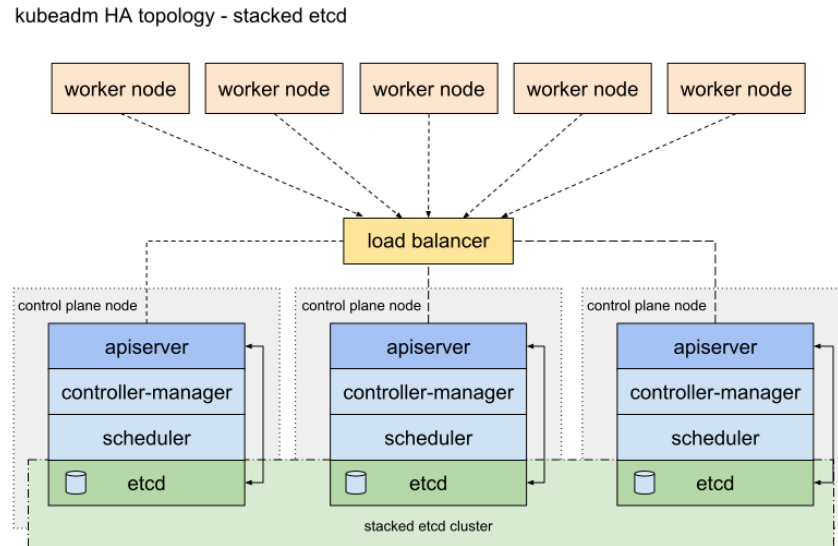 kubeadm HA topology - stacked etcd
worker node
worker node
worker node
worker node
worker node
load balancer
control plane node
apiserver
controller-manager
scheduler
etcd
control plane node
apiserver
controller-manager
scheduler
etcd
control plane node
apiserver
controller-manager
scheduler
etcd
stacked etcd cluster